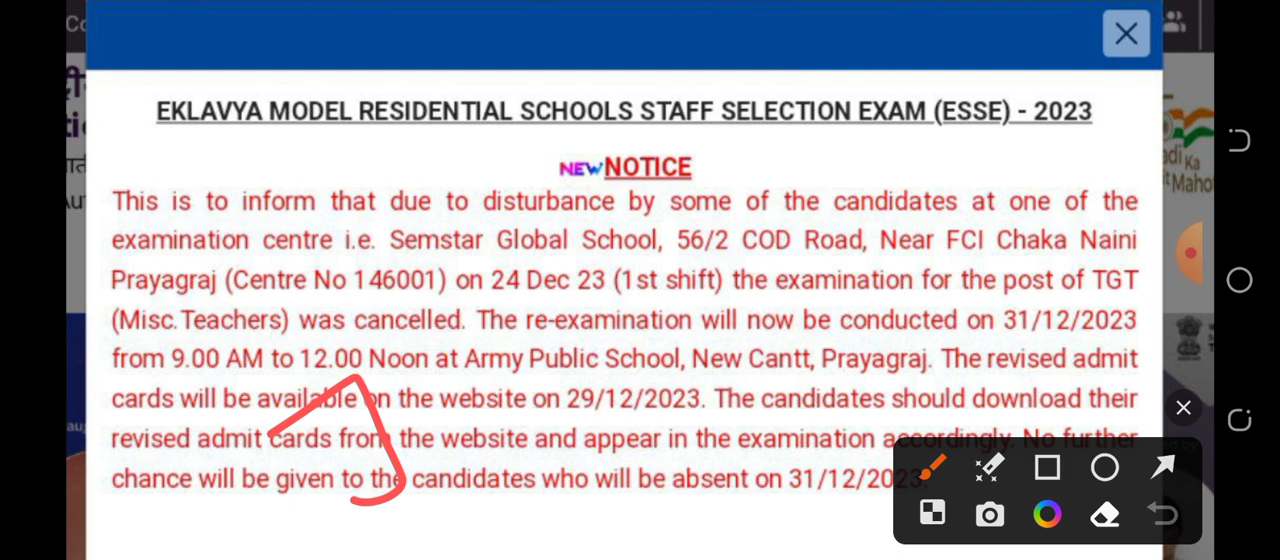 EKLAVYA MODEL RESIDENTIAL SCHOOLS STAFF SELECTION EXAM (ESSE) - 2023
NEW NOTICE
This is to inform that due to disturbance by some of the candidates at one of the
examination centre i.e. Semstar Global School, 56/2 COD Road, Near FCI Chaka Naini
Prayagraj (Centre No 146001) on 24 Dec 23 (1st shift) the examination for the post of TGT
(Misc.Teachers) was cancelled. The re-examination will now be conducted on 31/12/2023
from 9.00 AM to 12.00 Noon at Army Public School, New Cantt, Prayagraj. The revised admit
cards will be available on the website on 29/12/2023. The candidates should download their
revised admit cards from the website and appear in the examination accordingly. No further
chance will be given to the candidates who will be absent on 31/12/2023.